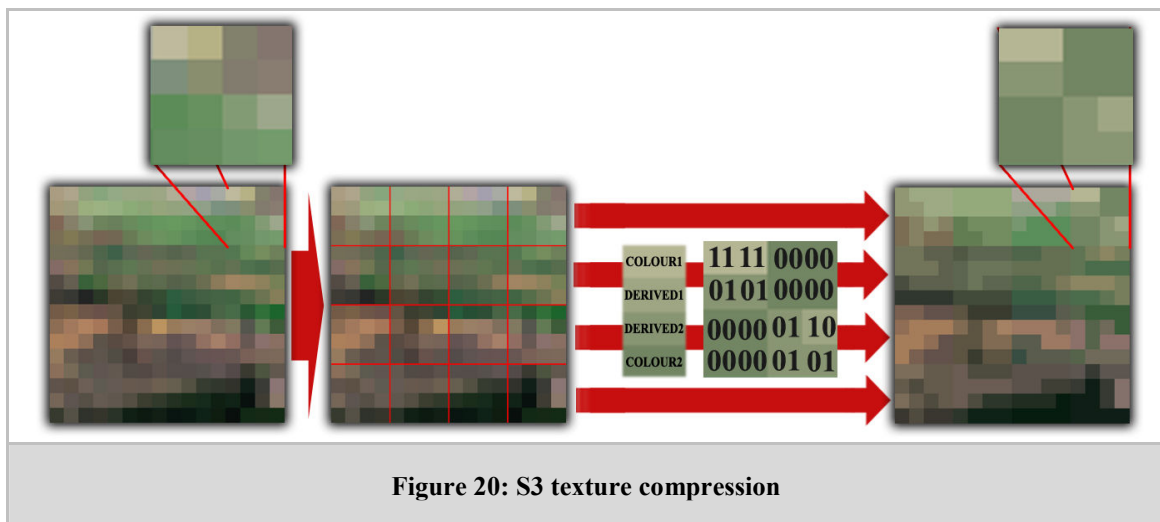 COLOUR1
DERIVED1
DERIVED2
COLOUR2
11 11 0000
01 01 0000
0000 01 10
0000 01 01
Figure 20: S3 texture compression